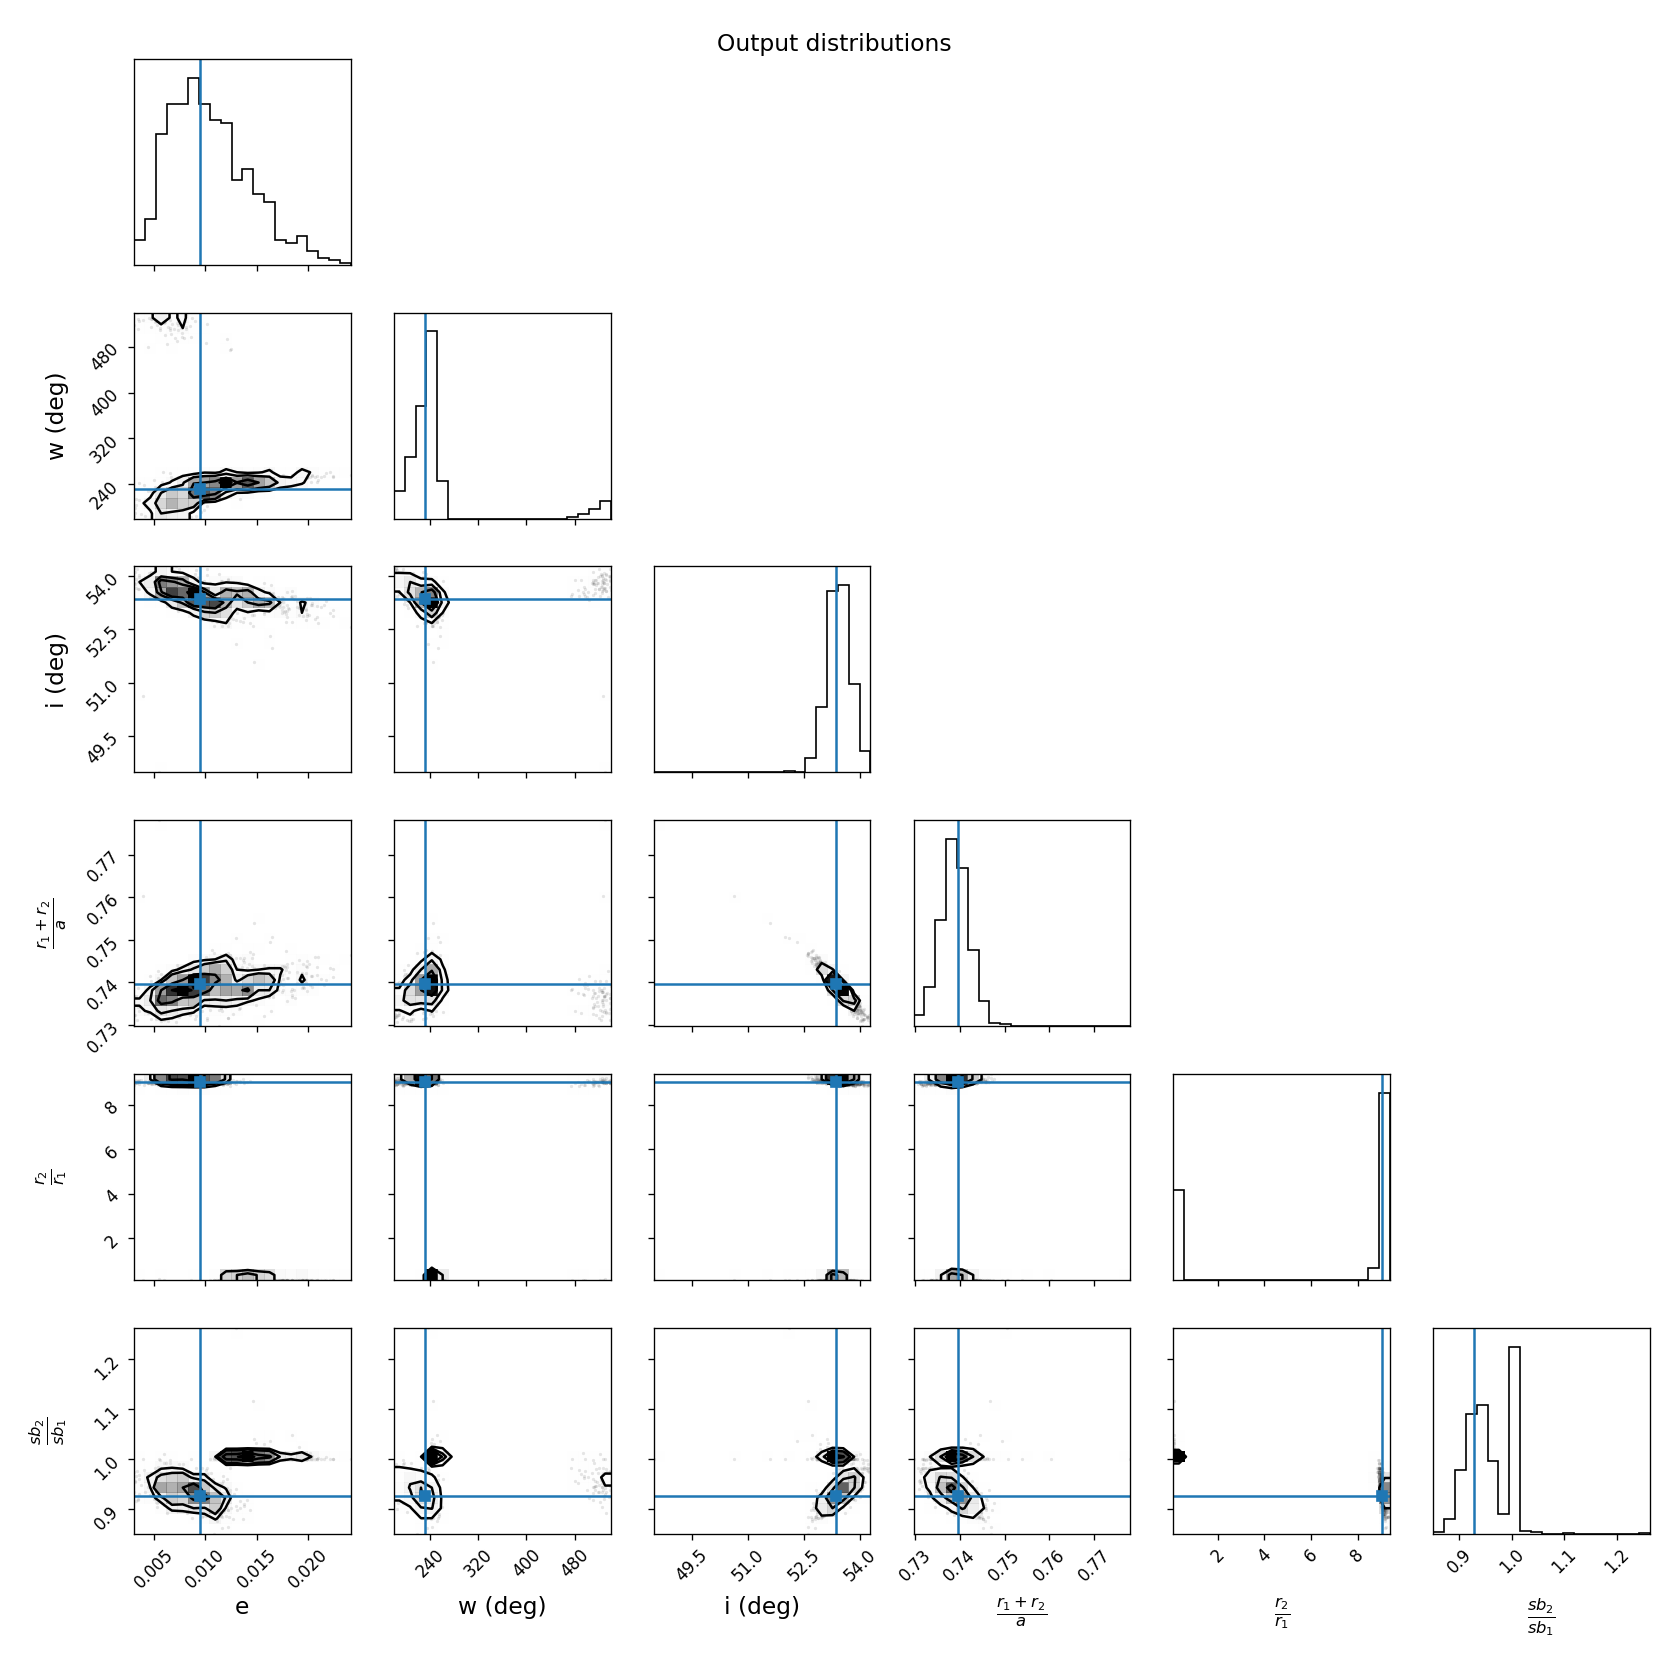 Output distributions
w (deg)
480
400
320
240
i (deg)
54.0
52.5
51.0
49.5
r1 + r2
a
0.77
0.76
0.75
0.74
0.73
r2
r1
8
6
4
2
sb2
sb1
1.2
1.1
1.0
0.9
0.005 0.010 0.015 0.020
240 320 400 480
49.5 51.0 52.5 54.0
0.73 0.74 0.75 0.76 0.77
2 4 6 8
0.9 1.0 1.1 1.2
e
w (deg)
i (deg)
r1 + r2
a
r2
r1
sb2
sb1